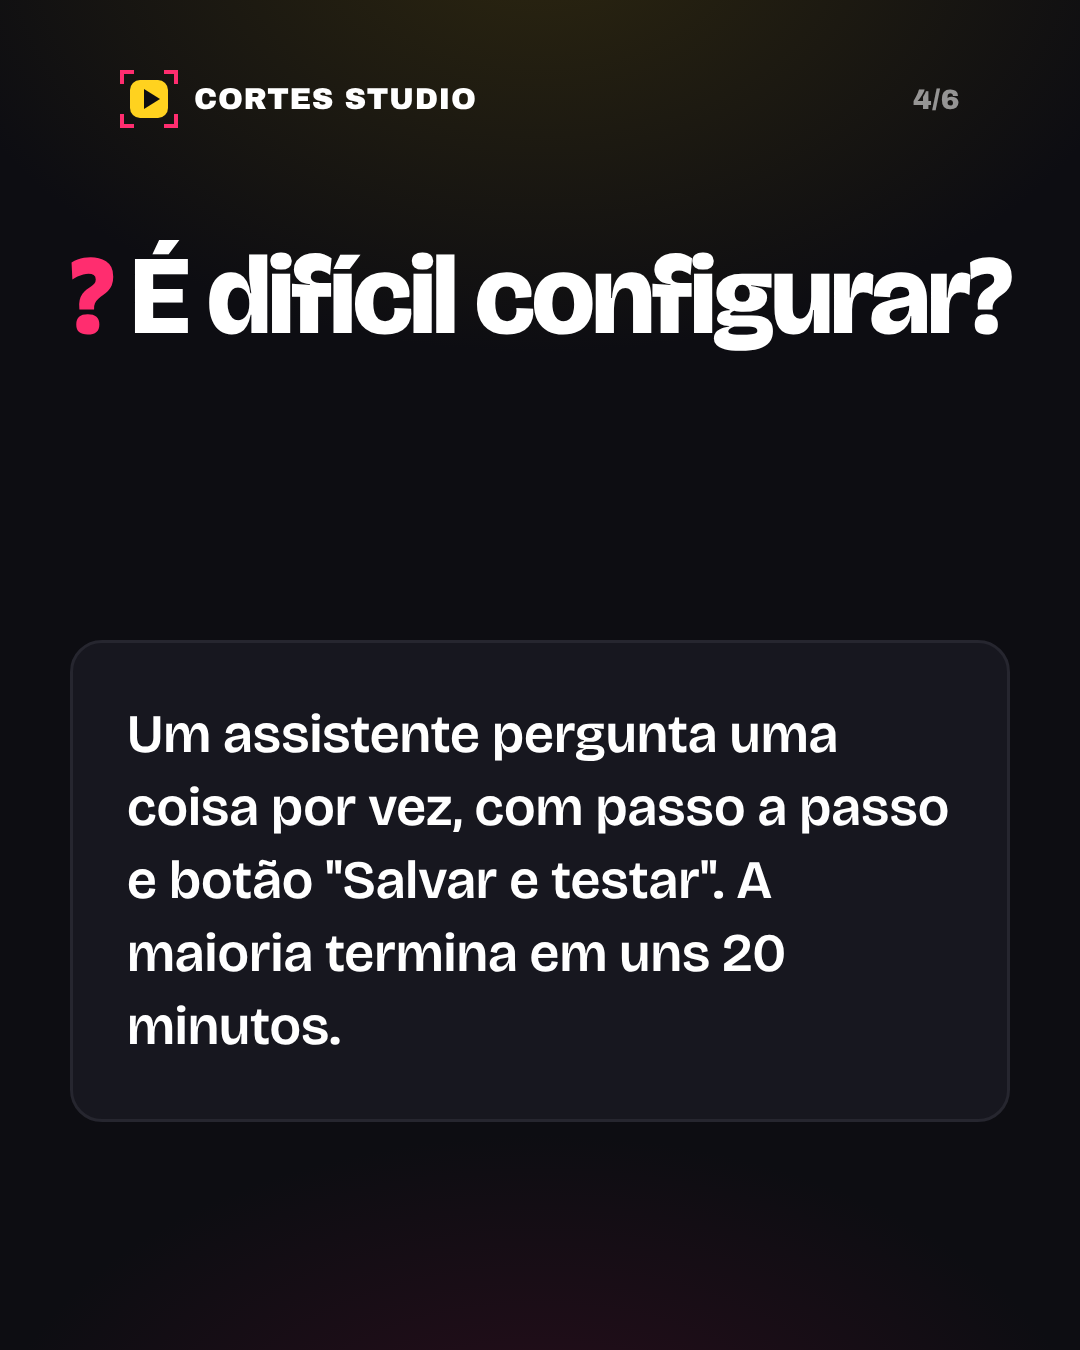 CORTES STUDIO
4/6
? É difícil configurar?
Um assistente pergunta uma
coisa por vez, com passo a passo
e botão "Salvar e testar". A
maioria termina em uns 20
minutos.